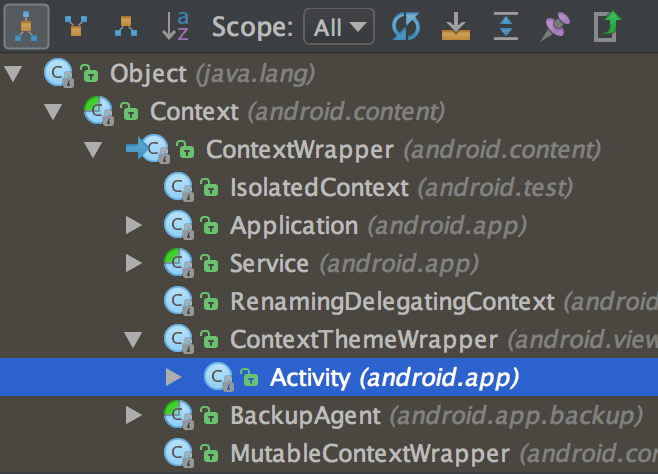 a z Scope: All
Object (java.lang)
Context (android.content)
C ContextWrapper (android.content)
C IsolatedContext (android.test)
C Application (android.app)
C Service (android.app)
C RenamingDelegatingContext (android
C ContextThemeWrapper (android.view
C Activity (android.app)
C BackupAgent (android.app.backup)
C MutableContextWrapper (android.con